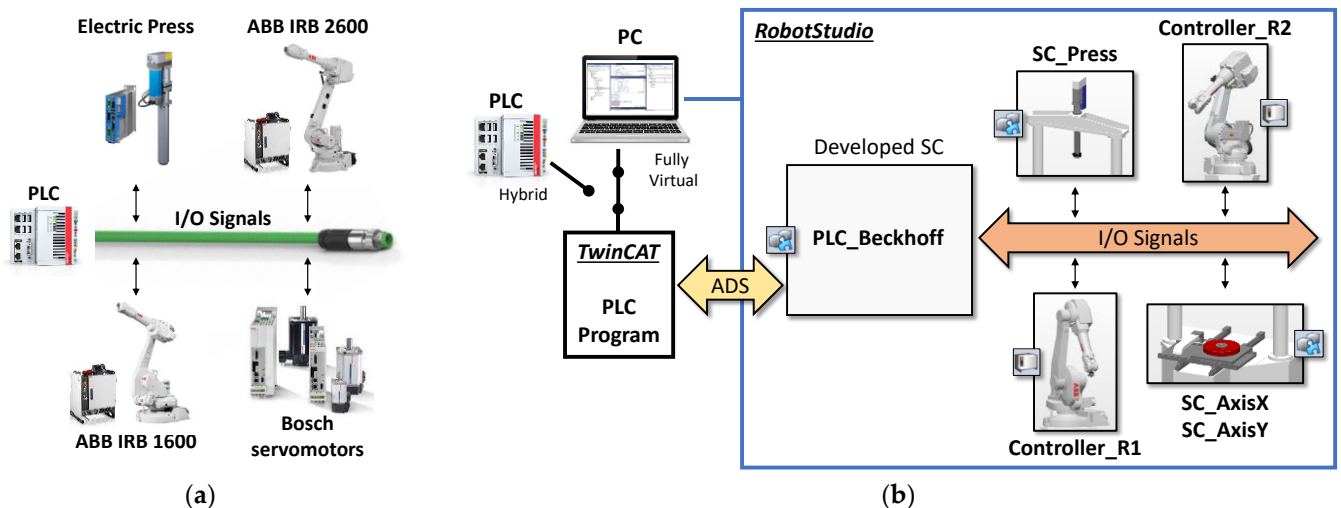 Electric Press
ABB IRB 2600
PLC
I/O Signals
ABB IRB 1600
Bosch
servomotors
(a)
PC
PLC
Hybrid
Fully
Virtual
TwinCAT
PLC
Program
ADS
RobotStudio
Developed SC
PLC_Beckhoff
SC_Press
Controller_R2
I/O Signals
Controller_R1
SC_AxisX
SC_AxisY
(b)